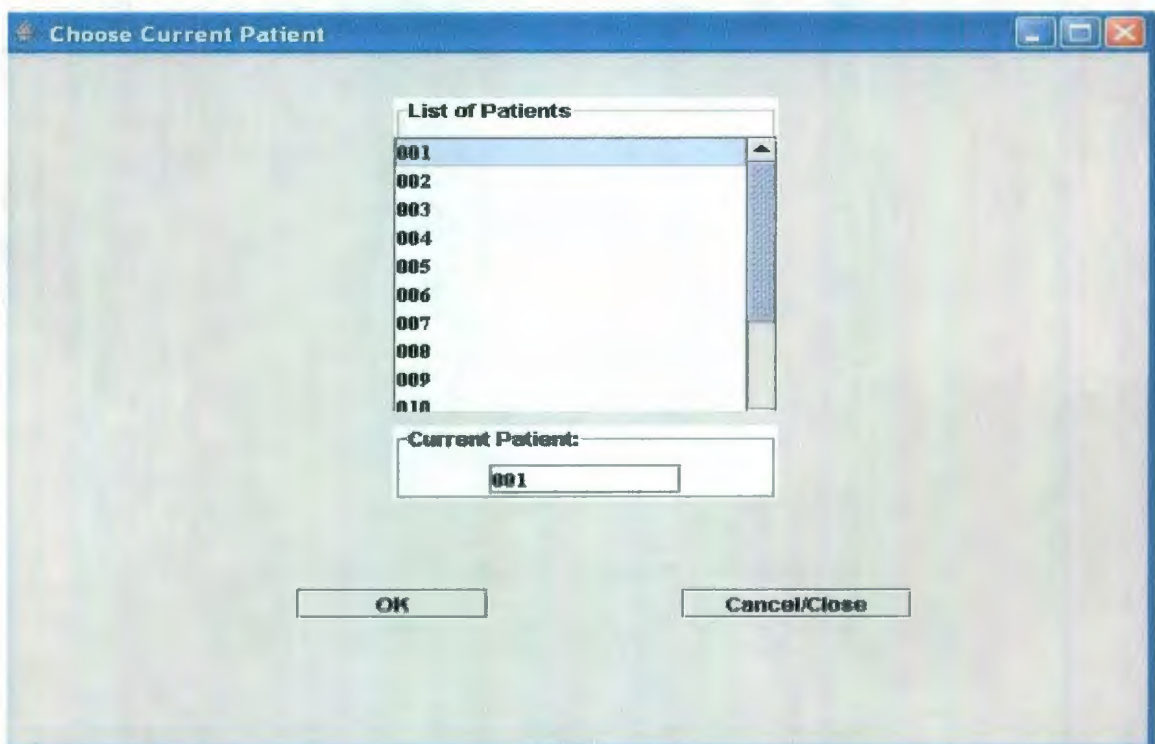 Choose Current Patient
List of Patients
001
002
003
004
005
006
007
008
009
010
Current Patient:
001
OK
Cancel/Close